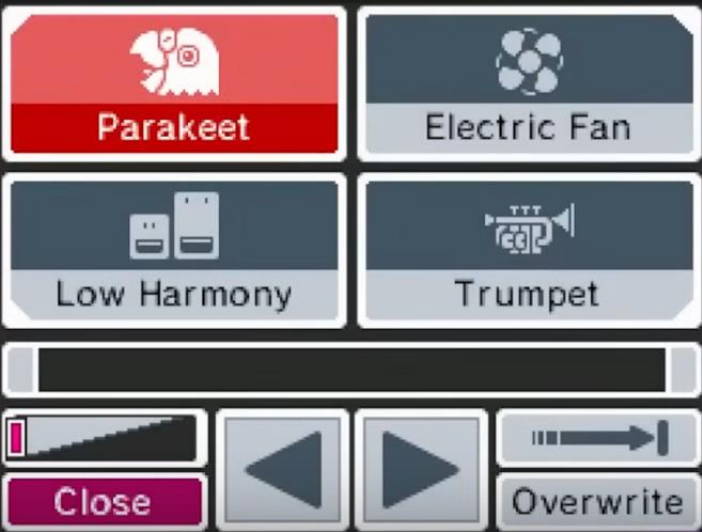 Parakeet
Electric Fan
Low Harmony
Trumpet
Close
Overwrite